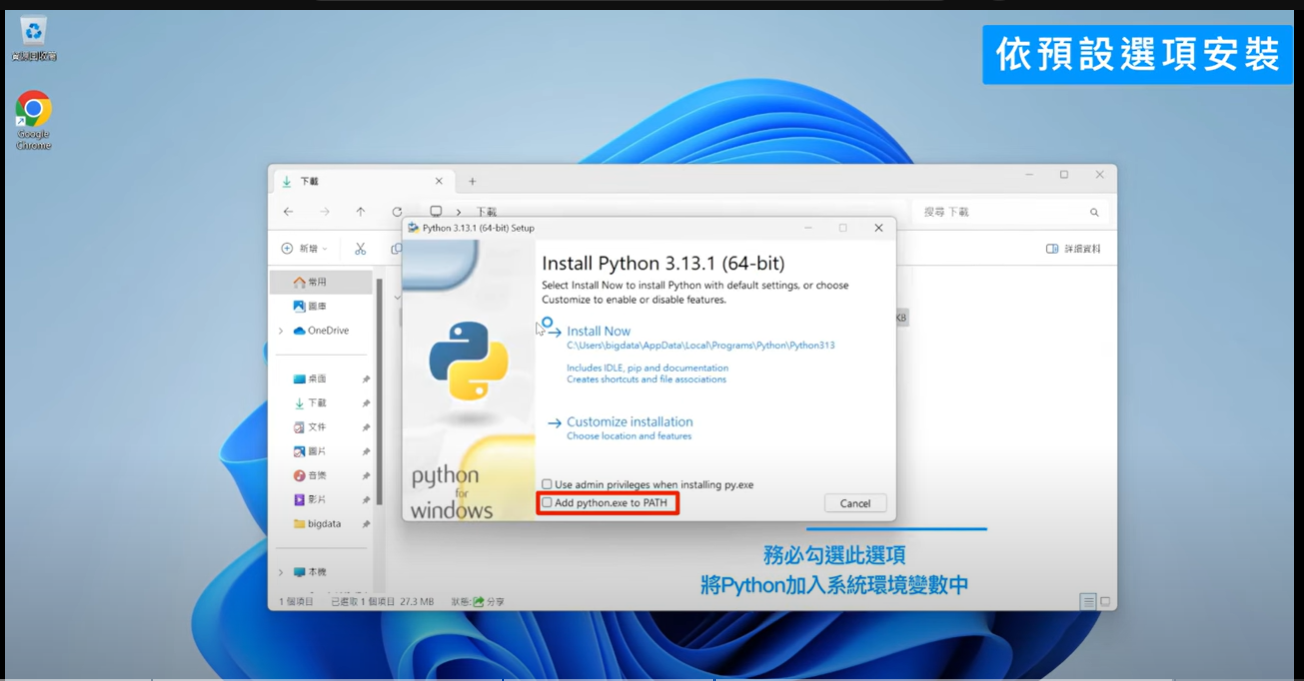 依預設選項安裝
資源回收筒
Google
Chrome
下載
下載
搜尋 下載
新增
詳細資料
常用
圖庫
OneDrive
桌面
下載
文件
圖片
音樂
影片
bigdata
本機
KB
Python 3.13.1 (64-bit) Setup
Install Python 3.13.1 (64-bit)
Select Install Now to install Python with default settings, or choose
Customize to enable or disable features.
Install Now
C:\Users\bigdata\AppData\Local\Programs\Python\Python313
Includes IDLE, pip and documentation
Creates shortcuts and file associations
Customize installation
Choose location and features
python
for
windows
Use admin privileges when installing py.exe
Add python.exe to PATH
Cancel
務必勾選此選項
將Python加入系統環境變數中
1 個項目 已選取 1 個項目 27.3 MB 狀態: 分享